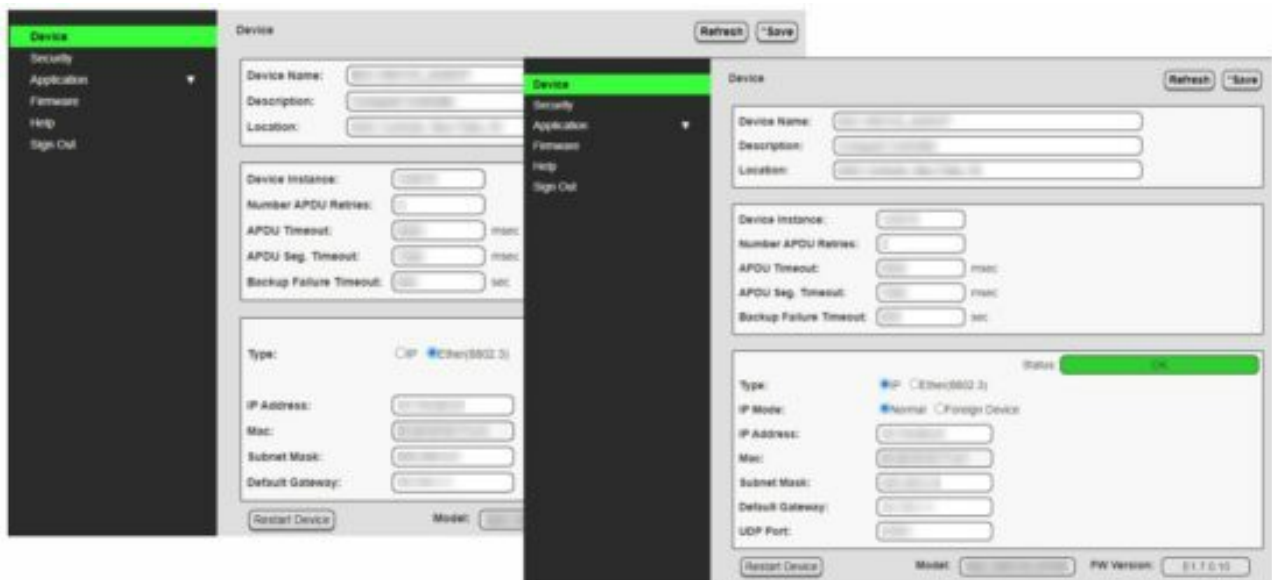 Device
Security
Application
Firmware
Help
Sign Out
Device
Refresh
*Save
Device Name:
Description:
Location:
Device Instance:
Number APDU Retries:
APDU Timeout: msec
APDU Seg. Timeout: msec
Backup Failure Timeout: sec
Type: IP Ether(8802.3)
IP Address:
Mac:
Subnet Mask:
Default Gateway:
Restart Device
Model:
Device
Security
Application
Firmware
Help
Sign Out
Device
Refresh
*Save
Device Name:
Description:
Location:
Device Instance:
Number APDU Retries:
APDU Timeout: msec
APDU Seg. Timeout: msec
Backup Failure Timeout: sec
Status: OK
Type: IP Ether(8802.3)
IP Mode: Normal Foreign Device
IP Address:
Mac:
Subnet Mask:
Default Gateway:
UDP Port:
Restart Device
Model:
FW Version: E1.7.0.10